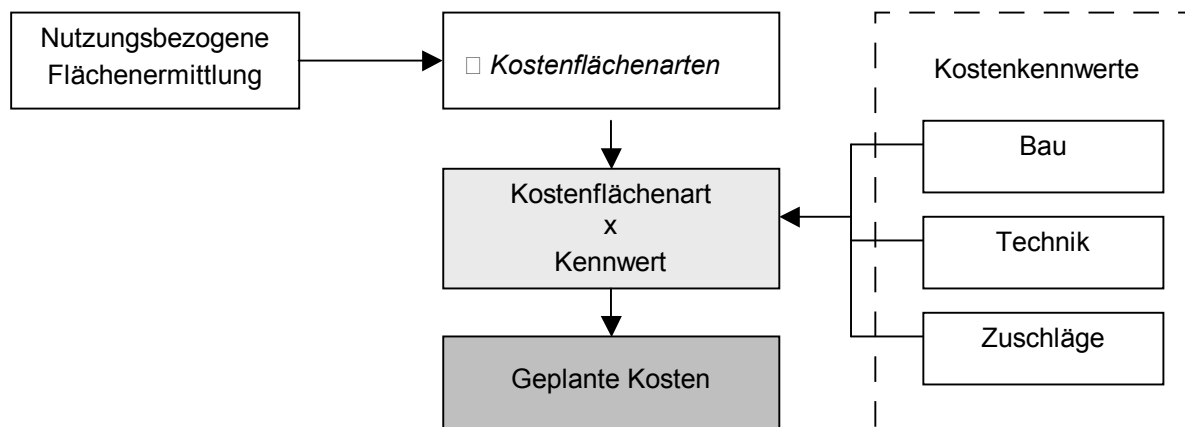 Nutzungsbezogene
Flächenermittlung
□ Kostenflächenarten
Kostenflächenart
x
Kennwert
Geplante Kosten
Kostenkennwerte
Bau
Technik
Zuschläge